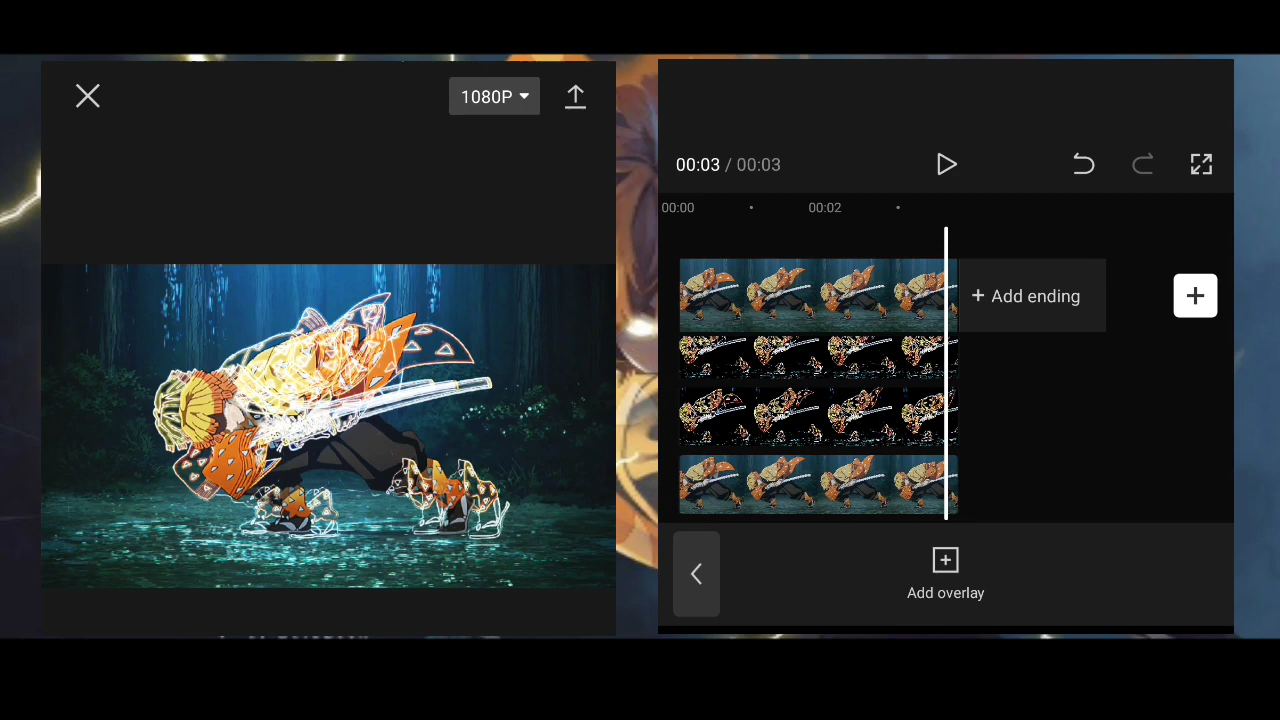 1080P
00:03 / 00:03
00:00
00:02
+ Add ending
Add overlay